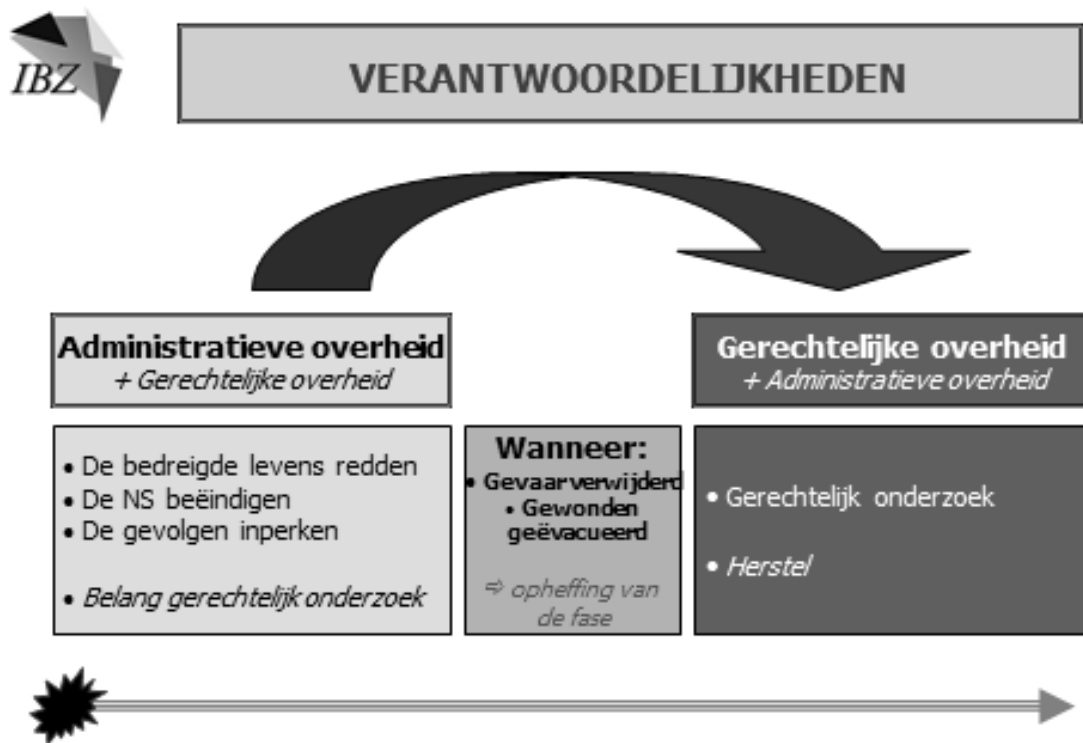 IBZ
VERANTWOORDELIJKHEDEN
Administratieve overheid
+ Gerechtelijke overheid
Gerechtelijke overheid
+ Administratieve overheid
• De bedreigde levens redden
• De NS beëindigen
• De gevolgen inperken
• Belang gerechtelijk onderzoek
Wanneer:
• Gevaar verwijderd
• Gewonden
geëvacueerd
⇨ opheffing van
de fase
• Gerechtelijk onderzoek
• Herstel